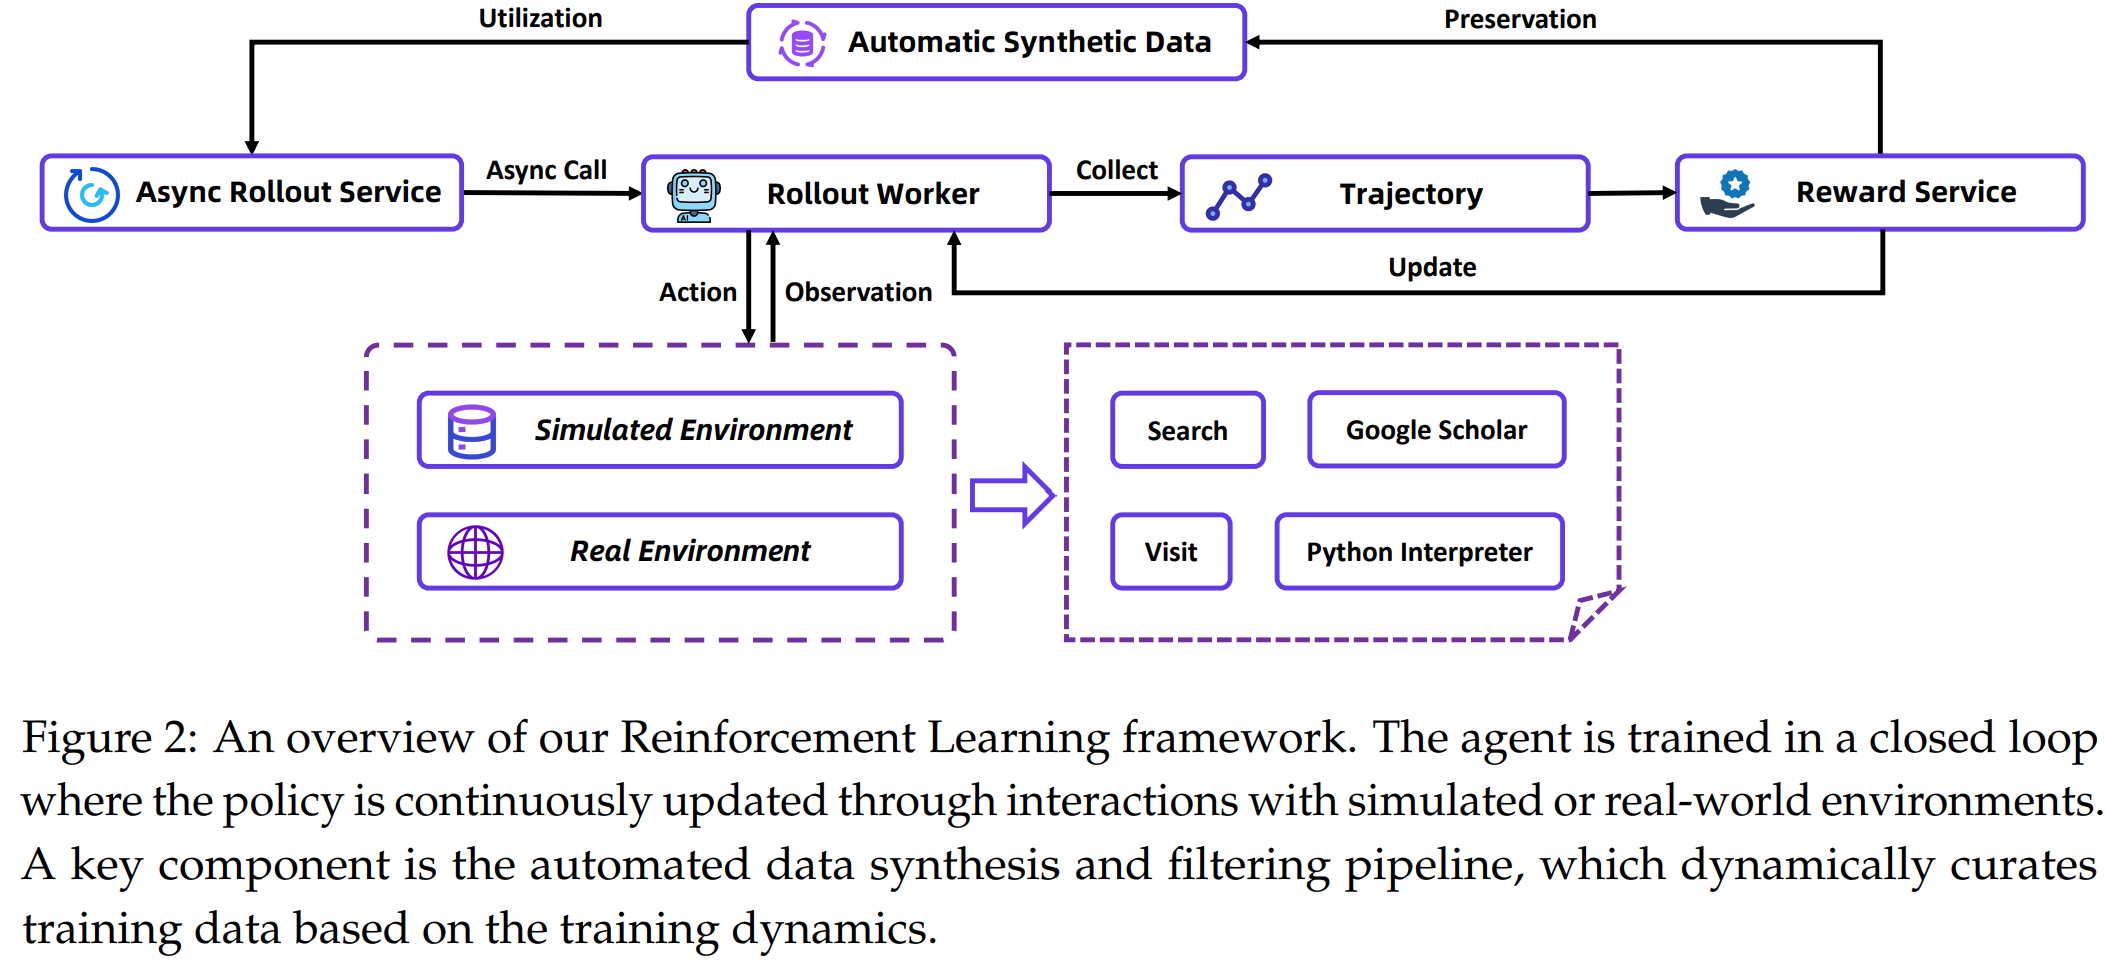 Utilization
Automatic Synthetic Data
Preservation
Async Rollout Service
Async Call
Rollout Worker
AI
Collect
Trajectory
Reward Service
Update
Action
Observation
Simulated Environment
Real Environment
Search
Google Scholar
Visit
Python Interpreter
Figure 2: An overview of our Reinforcement Learning framework. The agent is trained in a closed loop
where the policy is continuously updated through interactions with simulated or real-world environments.
A key component is the automated data synthesis and filtering pipeline, which dynamically curates
training data based on the training dynamics.